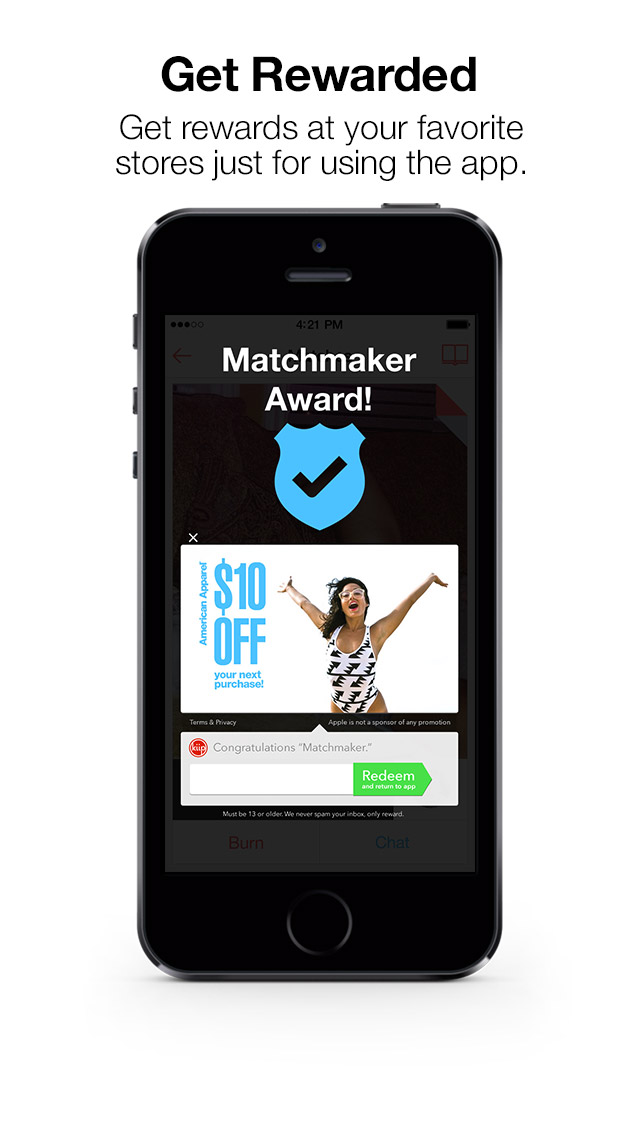 Get Rewarded
Get rewards at your favorite
stores just for using the app.
4:21 PM
Matchmaker
Award!
American Apparel
$10
OFF
your next
purchase!
Terms & Privacy
Apple is not a sponsor of any promotion
kiip
Congratulations “Matchmaker.”
Redeem
and return to app
Must be 13 or older. We never spam your inbox, only reward.
Burn
Chat